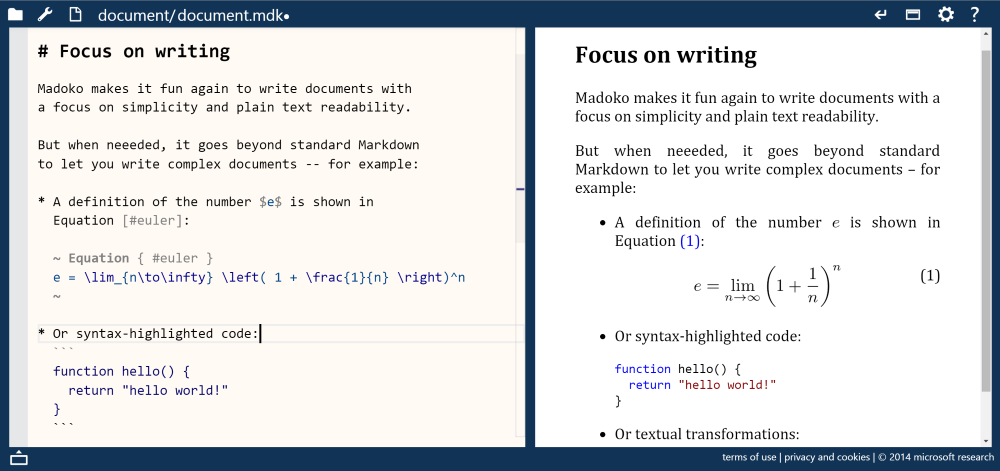 document/document.mdk•
?
# Focus on writing
Madoko makes it fun again to write documents with
a focus on simplicity and plain text readability.
But when neeeded, it goes beyond standard Markdown
to let you write complex documents -- for example:
* A definition of the number $e$ is shown in
Equation [#euler]:
~ Equation { #euler }
e = \lim_{n\to\infty} \left( 1 + \frac{1}{n} \right)^n
~
* Or syntax-highlighted code:
```
function hello() {
return "hello world!"
}
```
Focus on writing
Madoko makes it fun again to write documents with a
focus on simplicity and plain text readability.
But when neeeded, it goes beyond standard
Markdown to let you write complex documents – for
example:
• A definition of the number e is shown in
Equation (1):
e = lim n→∞ (1 + 1/n)^n (1)
• Or syntax-highlighted code:
function hello() {
return "hello world!"
}
• Or textual transformations:
terms of use | privacy and cookies | © 2014 microsoft research